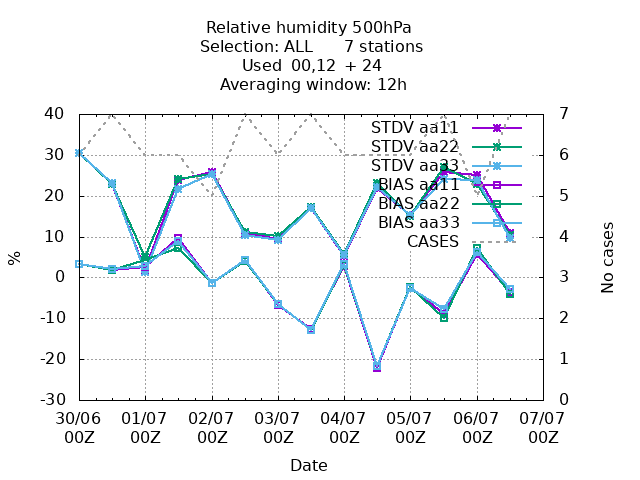 Relative humidity 500hPa
Selection: ALL 7 stations
Used 00,12 + 24
Averaging window: 12h
40 7
STDV aa11
STDV aa22
30 6
STDV aa33
BIAS aa11
20 5
BIAS aa22
BIAS aa33
10 4
CASES
%
No cases
0 3
-10 2
-20 1
-30 0
30/06 01/07 02/07 03/07 04/07 05/07 06/07 07/07
00Z 00Z 00Z 00Z 00Z 00Z 00Z 00Z
Date